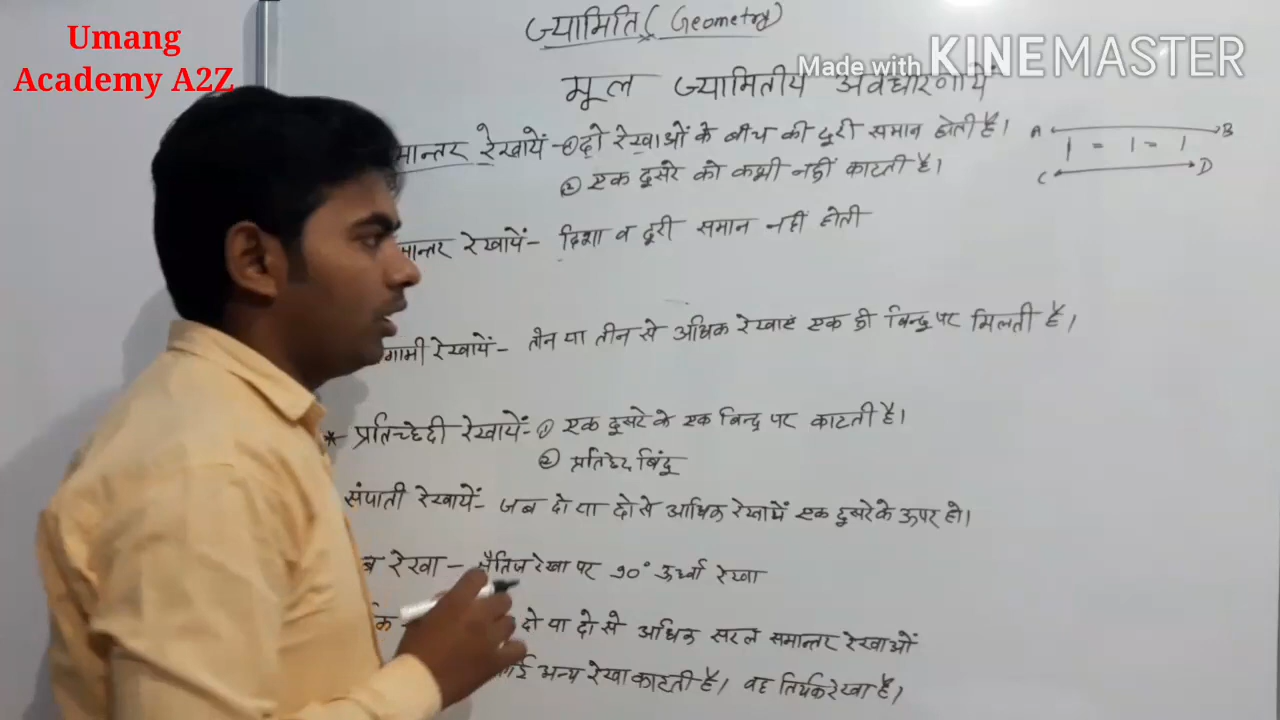 Umang
Academy A2Z
Made with KINEMASTER
ज्यामिति (Geometry)
मूल ज्यामितीय अवधारणायें
मान्तर रेखायें - ① दो रेखाओं के बीच की दूरी समान होती है।
② एक दूसरे को कभी नहीं काटती है।
A B
C D
मान्तर रेखायें - दिशा व दूरी समान नहीं होती
गामी रेखायें - तीन या तीन से अधिक रेखाएं एक ही बिन्दु पर मिलती है।
* प्रतिच्छेदी रेखायें - ① एक दूसरे के एक बिन्दु पर काटती है।
② प्रतिछेद बिंदू
संपाती रेखायें - जब दो या दो से अधिक रेखायें एक दुसरे के ऊपर हो।
ब रेखा - क्षैतिज रेखा पर 90° ऊर्ध्वा रेखा
र्यक - दो या दो से अधिक सरल समान्तर रेखाओं
कोई अन्य रेखा काटती है। वह तिर्यक रेखा है।